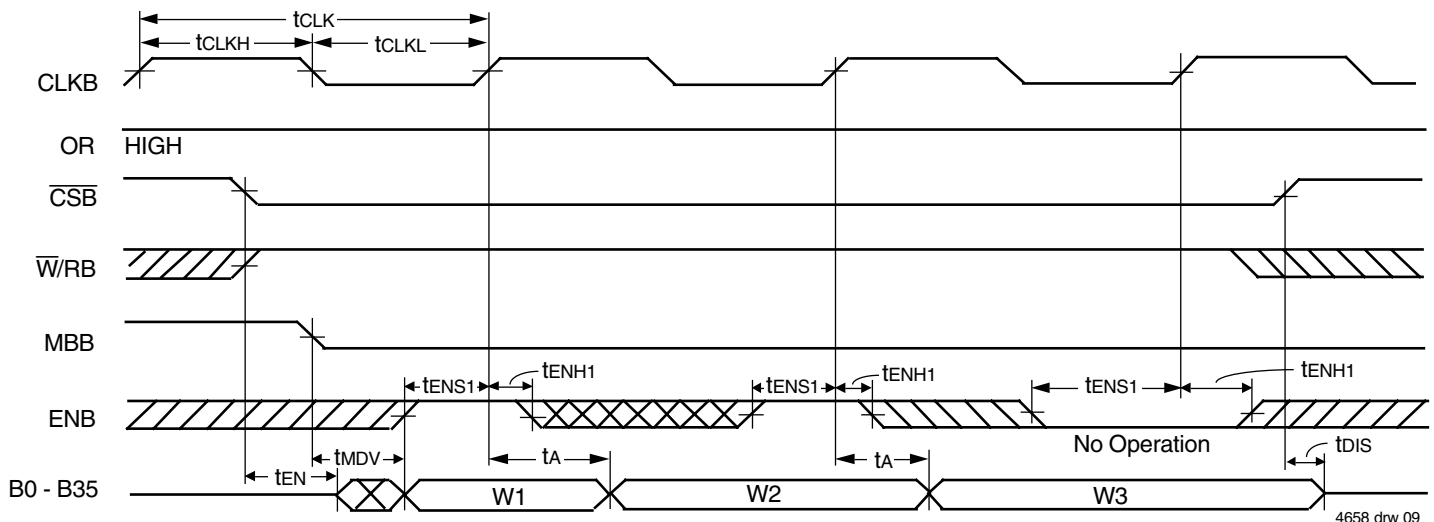 tCLK
tCLKH tCLKL
CLKB
OR HIGH
CSB
W/RB
MBB
tENS1 tENH1 tENS1 tENH1 tENS1 tENH1
ENB
No Operation
tEN tMDV tA tA tDIS
B0 - B35 W1 W2 W3
4658 drw 09